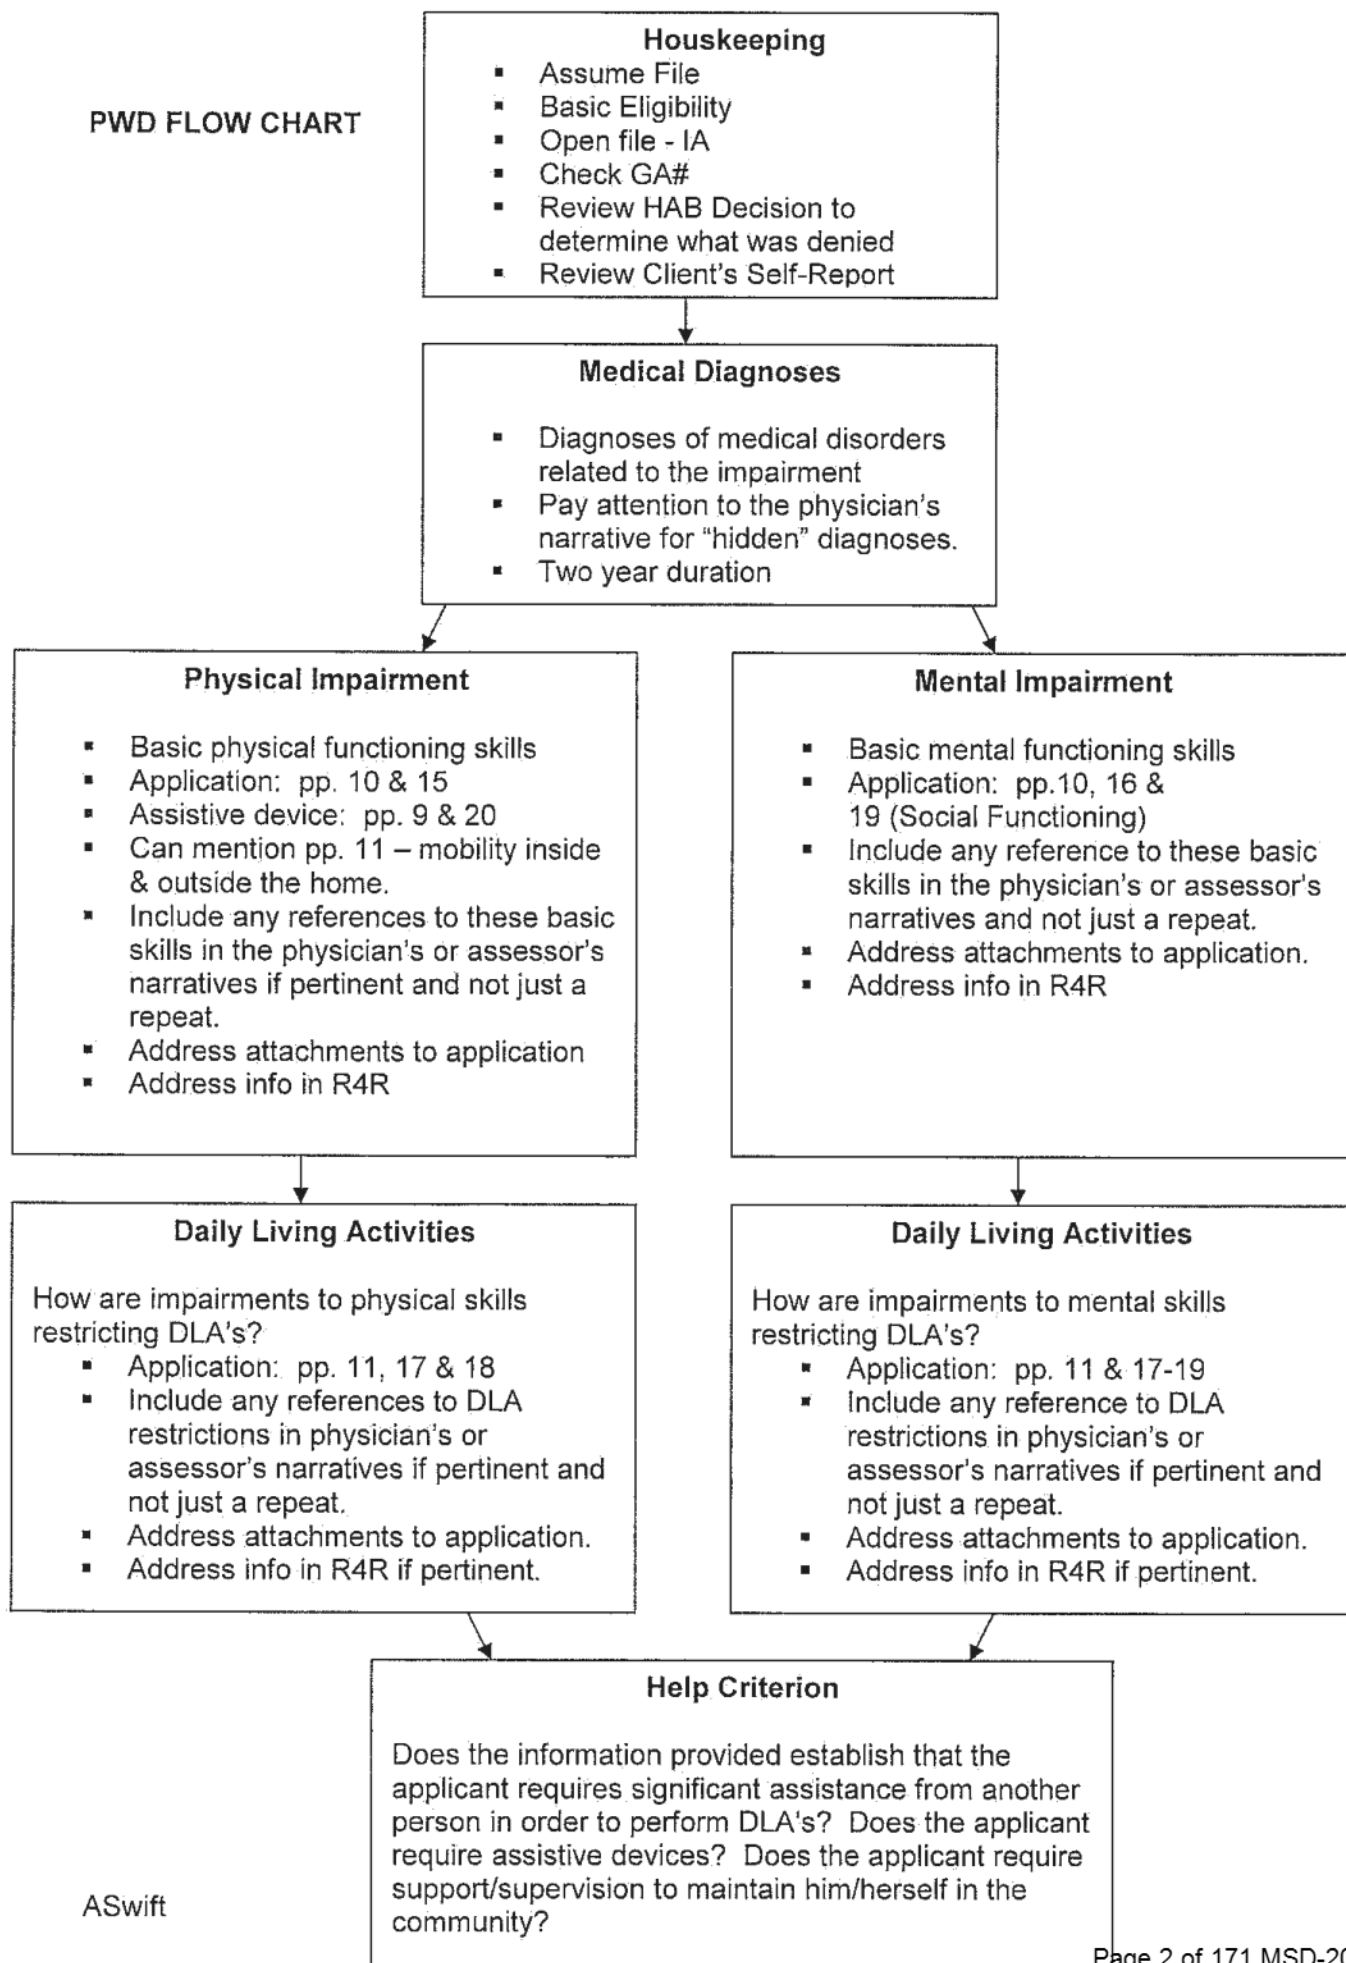 PWD FLOW CHART
Houskeeping
▪ Assume File
▪ Basic Eligibility
▪ Open file - IA
▪ Check GA#
▪ Review HAB Decision to
determine what was denied
▪ Review Client's Self-Report
Medical Diagnoses
▪ Diagnoses of medical disorders
related to the impairment
▪ Pay attention to the physician's
narrative for "hidden" diagnoses.
▪ Two year duration
Physical Impairment
▪ Basic physical functioning skills
▪ Application: pp. 10 & 15
▪ Assistive device: pp. 9 & 20
▪ Can mention pp. 11 – mobility inside
& outside the home.
▪ Include any references to these basic
skills in the physician's or assessor's
narratives if pertinent and not just a
repeat.
▪ Address attachments to application
▪ Address info in R4R
Mental Impairment
▪ Basic mental functioning skills
▪ Application: pp.10, 16 &
19 (Social Functioning)
▪ Include any reference to these basic
skills in the physician's or assessor's
narratives and not just a repeat.
▪ Address attachments to application.
▪ Address info in R4R
Daily Living Activities
How are impairments to physical skills
restricting DLA's?
▪ Application: pp. 11, 17 & 18
▪ Include any references to DLA
restrictions in physician's or
assessor's narratives if pertinent and
not just a repeat.
▪ Address attachments to application.
▪ Address info in R4R if pertinent.
Daily Living Activities
How are impairments to mental skills
restricting DLA's?
▪ Application: pp. 11 & 17-19
▪ Include any reference to DLA
restrictions in physician's or
assessor's narratives if pertinent and
not just a repeat.
▪ Address attachments to application.
▪ Address info in R4R if pertinent.
Help Criterion
Does the information provided establish that the
applicant requires significant assistance from another
person in order to perform DLA's? Does the applicant
require assistive devices? Does the applicant require
support/supervision to maintain him/herself in the
community?
ASwift
Page 2 of 171 MSD-20